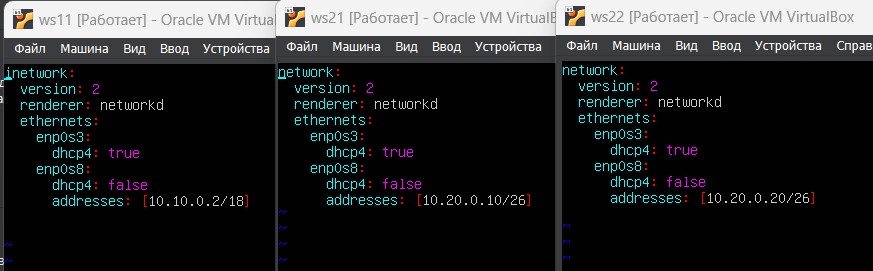 ws11 [Работает] - Oracle VM VirtualB
Файл Машина Вид Ввод Устройства
inetwork:
version: 2
renderer: networkd
ethernets:
enp0s3:
dhcp4: true
enp0s8:
dhcp4: false
addresses: [10.10.0.2/18]
~
~
ws21 [Работает] - Oracle VM VirtualB
Файл Машина Вид Ввод Устройства
network:
version: 2
renderer: networkd
ethernets:
enp0s3:
dhcp4: true
enp0s8:
dhcp4: false
addresses: [10.20.0.10/26]
~
~
~
~
ws22 [Работает] - Oracle VM VirtualBox
Файл Машина Вид Ввод Устройства Справ
network:
version: 2
renderer: networkd
ethernets:
enp0s3:
dhcp4: true
enp0s8:
dhcp4: false
addresses: [10.20.0.20/26]
~
~